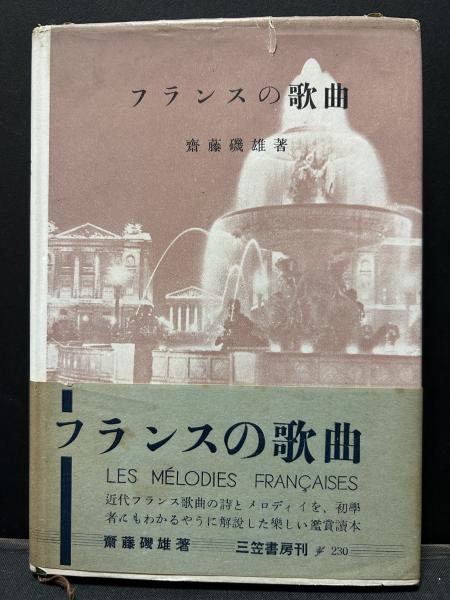 フランスの歌曲
齋藤磯雄著
フランスの歌曲
LES MÉLODIES FRANÇAISES
近代フランス歌曲の詩とメロディイを、初學
者にもわかるやうに解說した樂しい鑑賞讀本
齋藤磯雄著 三笠書房刊 ¥ 230